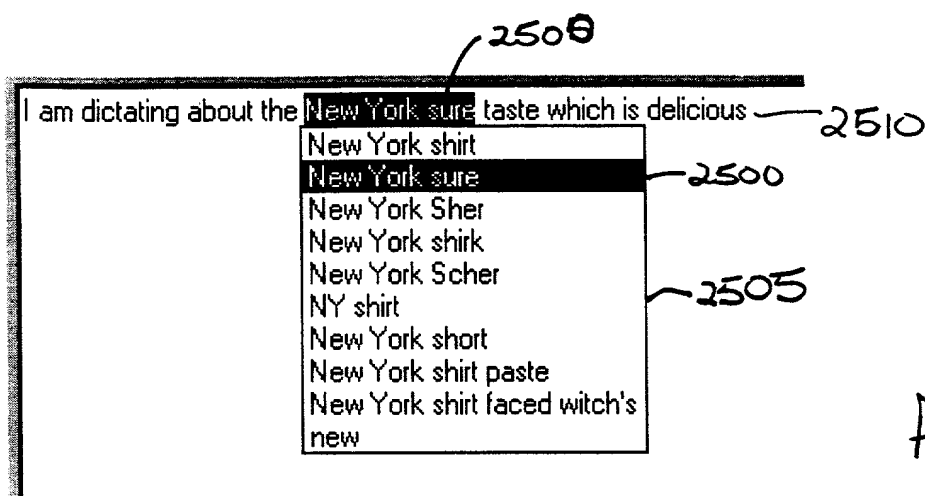 2508
I am dictating about the New York sure taste which is delicious 2510
New York shirt
New York sure 2500
New York Sher
New York shirk
New York Scher
2505
NY shirt
New York short
New York shirt paste
New York shirt faced witch's
new